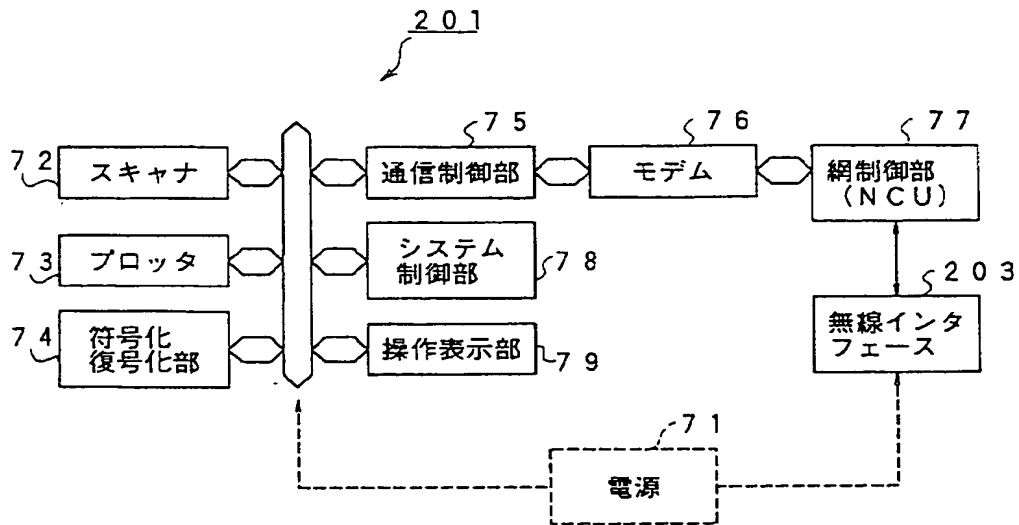 201
75
76
77
72
スキャナ
通信制御部
モデム
網制御部
(NCU)
73
プロッタ
システム
制御部
78
203
74
符号化
復号化部
操作表示部
79
無線インタ
フェース
71
電源